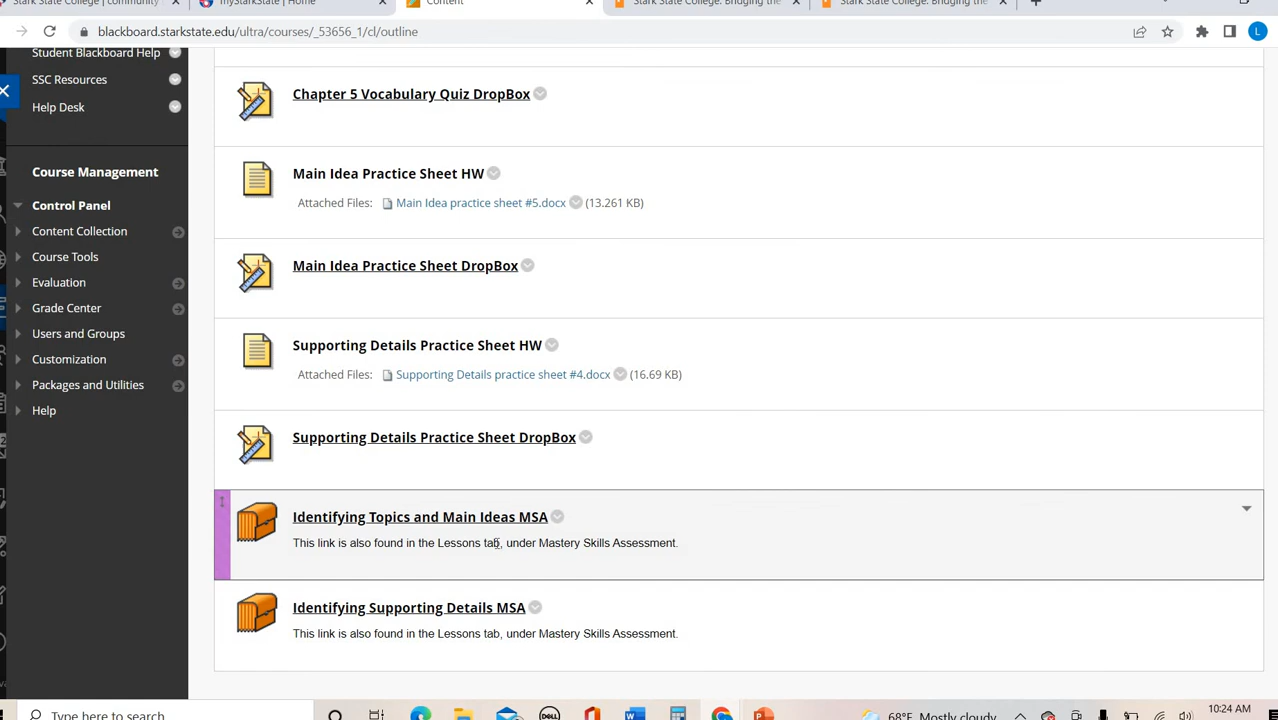 Stark State College | community
myStarkState | Home
Content
Stark State College: Bridging the
Stark State College: Bridging the
blackboard.starkstate.edu/ultra/courses/_53656_1/cl/outline
L
Student Blackboard Help
SSC Resources
Help Desk
Course Management
Control Panel
Content Collection
Course Tools
Evaluation
Grade Center
Users and Groups
Customization
Packages and Utilities
Help
Chapter 5 Vocabulary Quiz DropBox
Main Idea Practice Sheet HW
Attached Files: Main Idea practice sheet #5.docx (13.261 KB)
Main Idea Practice Sheet DropBox
Supporting Details Practice Sheet HW
Attached Files: Supporting Details practice sheet #4.docx (16.69 KB)
Supporting Details Practice Sheet DropBox
Identifying Topics and Main Ideas MSA
This link is also found in the Lessons tab, under Mastery Skills Assessment.
Identifying Supporting Details MSA
This link is also found in the Lessons tab, under Mastery Skills Assessment.
Type here to search
DELL
68°F Mostly cloudy
10:24 AM